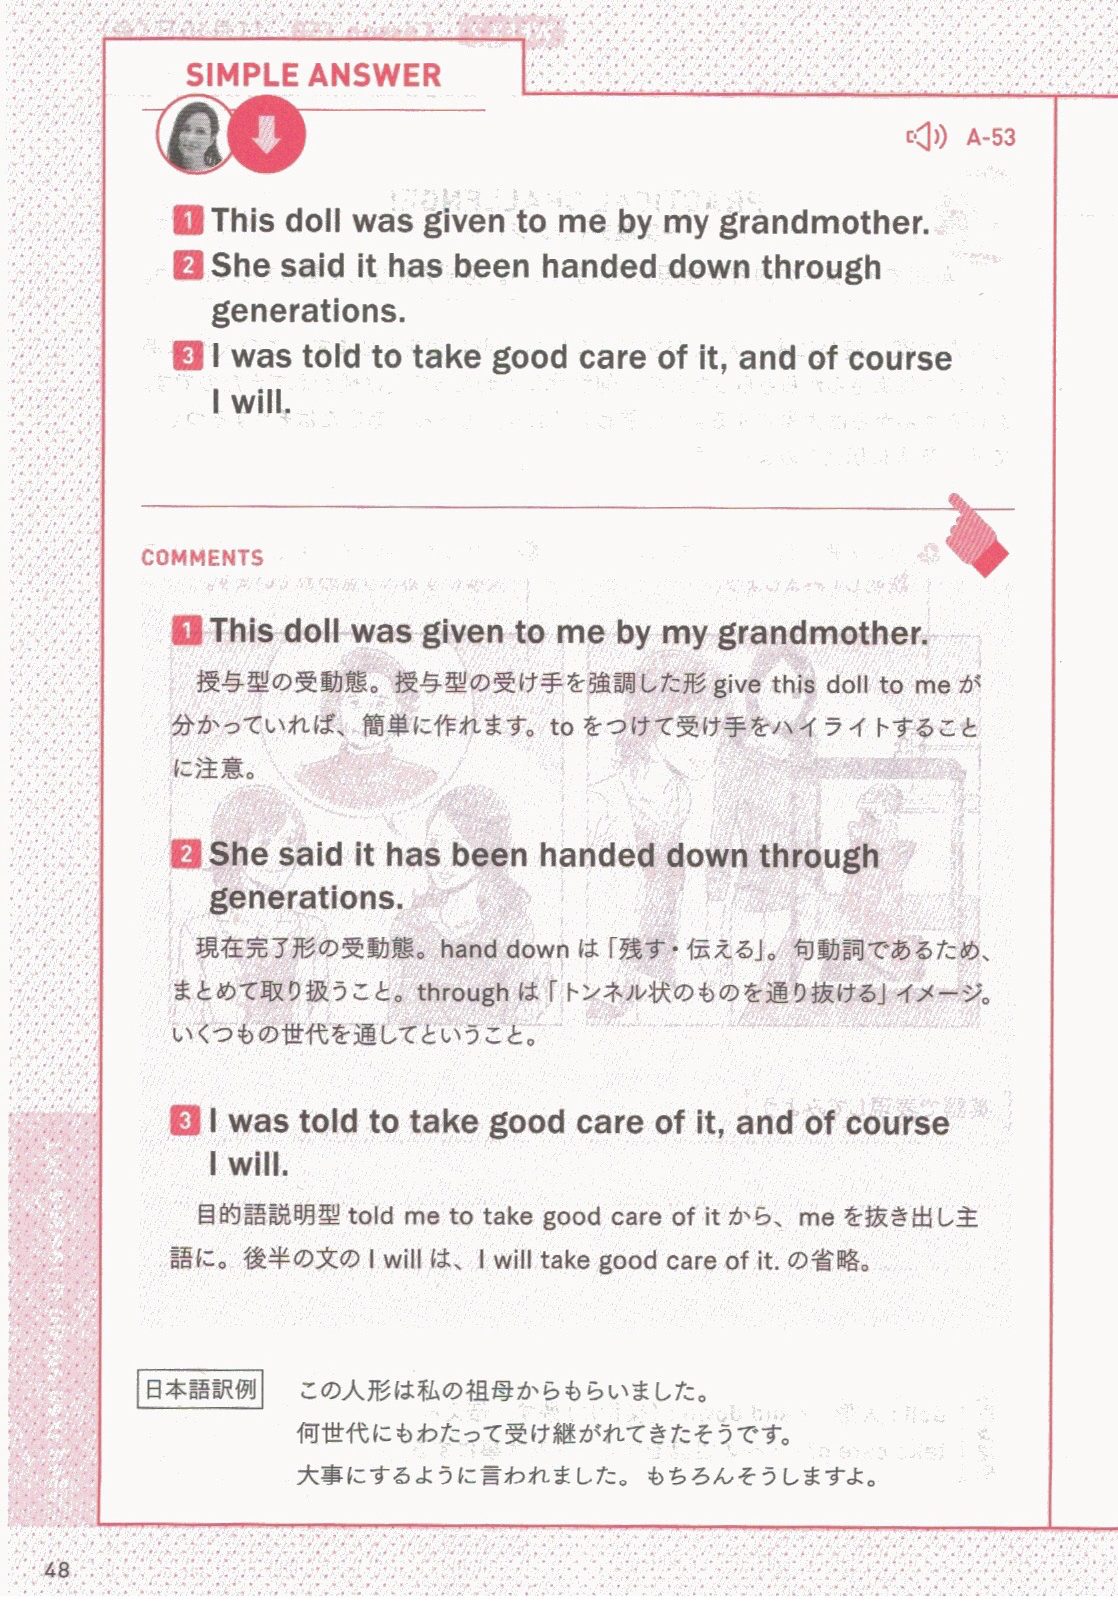 SIMPLE ANSWER
A-53
1 This doll was given to me by my grandmother.
2 She said it has been handed down through
generations.
3 I was told to take good care of it, and of course
I will.
COMMENTS
1 This doll was given to me by my grandmother.
授与型の受動態。授与型の受け手を強調した形 give this doll to me が
分かっていれば、簡単に作れます。to をつけて受け手をハイライトすること
に注意。
2 She said it has been handed down through
generations.
現在完了形の受動態。hand down は「残す・伝える」。句動詞であるため、
まとめて取り扱うこと。through は「トンネル状のものを通り抜ける」イメージ。
いくつもの世代を通してということ。
3 I was told to take good care of it, and of course
I will.
目的語説明型 told me to take good care of it から、me を抜き出し主
語に。後半の文の I will は、I will take good care of it. の省略。
日本語訳例
この人形は私の祖母からもらいました。
何世代にもわたって受け継がれてきたそうです。
大事にするように言われました。もちろんそうしますよ。
48